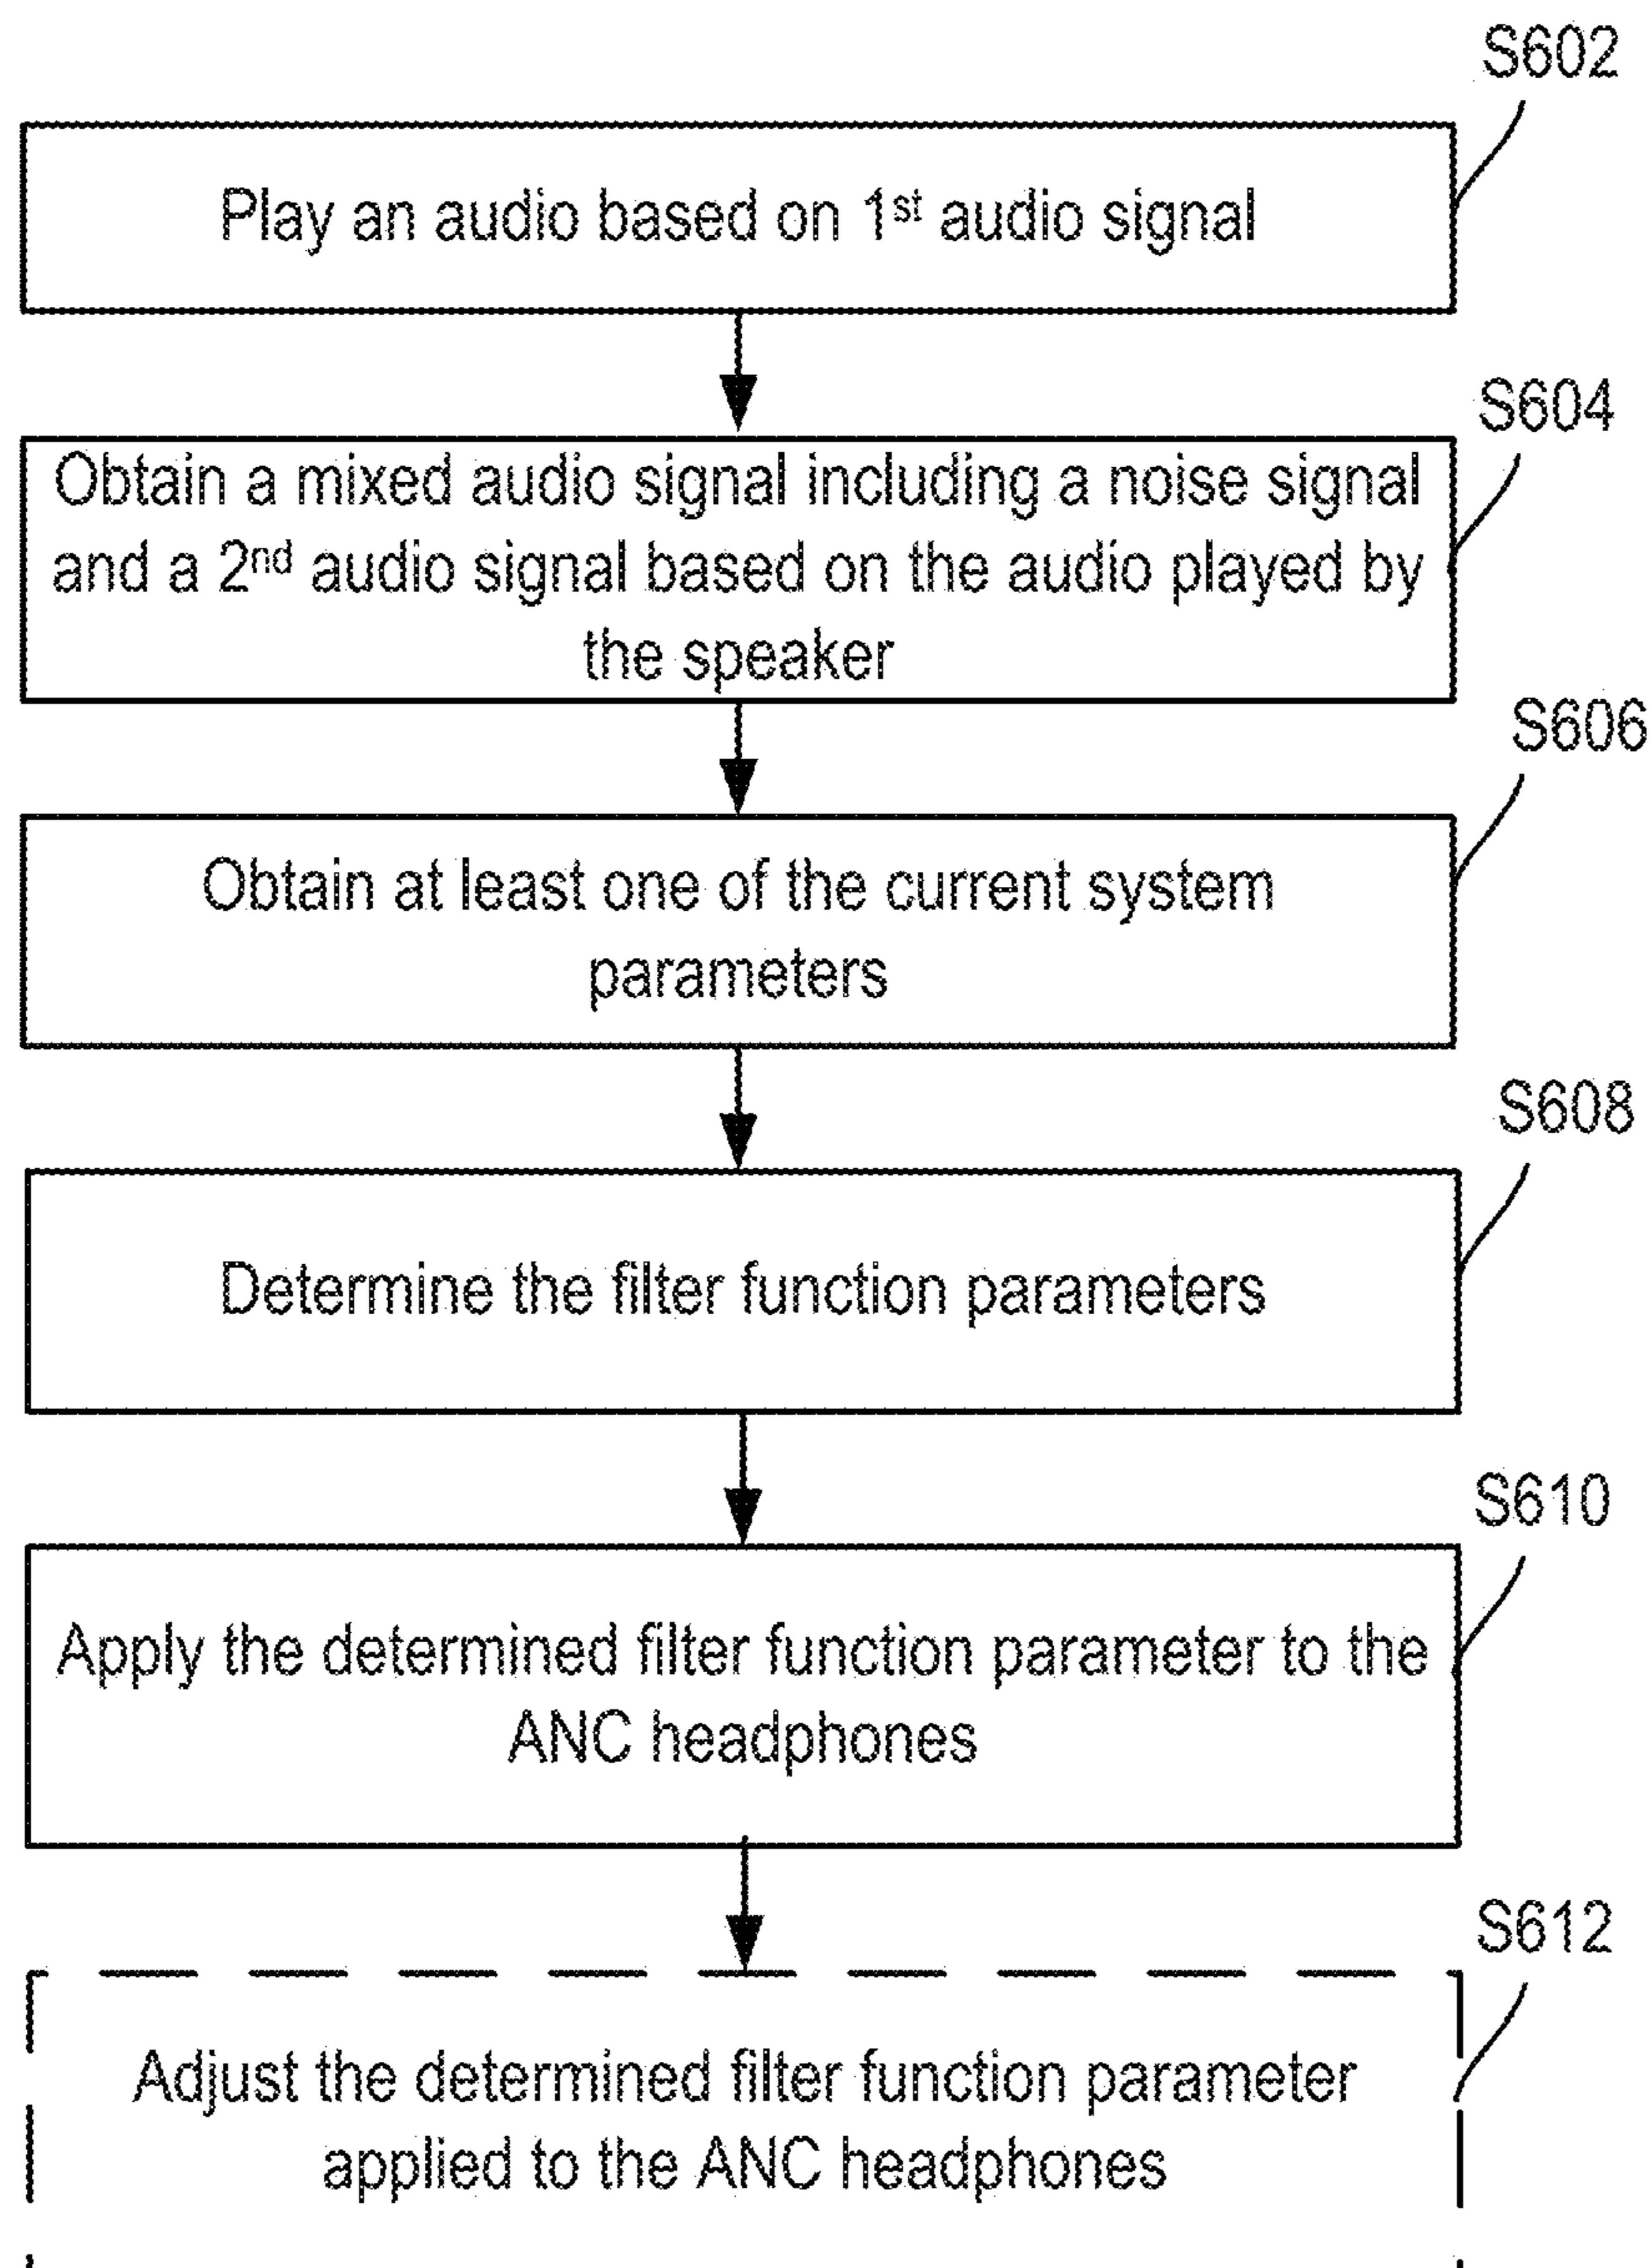 S602
Play an audio based on 1st audio signal
S604
Obtain a mixed audio signal including a noise signal
and a 2nd audio signal based on the audio played by
the speaker
S606
Obtain at least one of the current system
parameters
S608
Determine the filter function parameters
S610
Apply the determined filter function parameter to the
ANC headphones
S612
Adjust the determined filter function parameter
applied to the ANC headphones